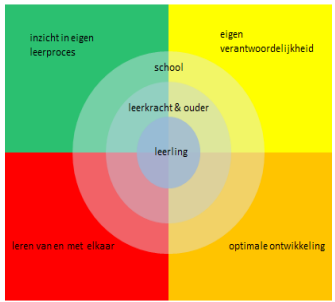 inzicht in eigen
leerproces
eigen
verantwoordelijkheid
school
leerkracht & ouder
leerling
leren van en met elkaar
optimale ontwikkeling